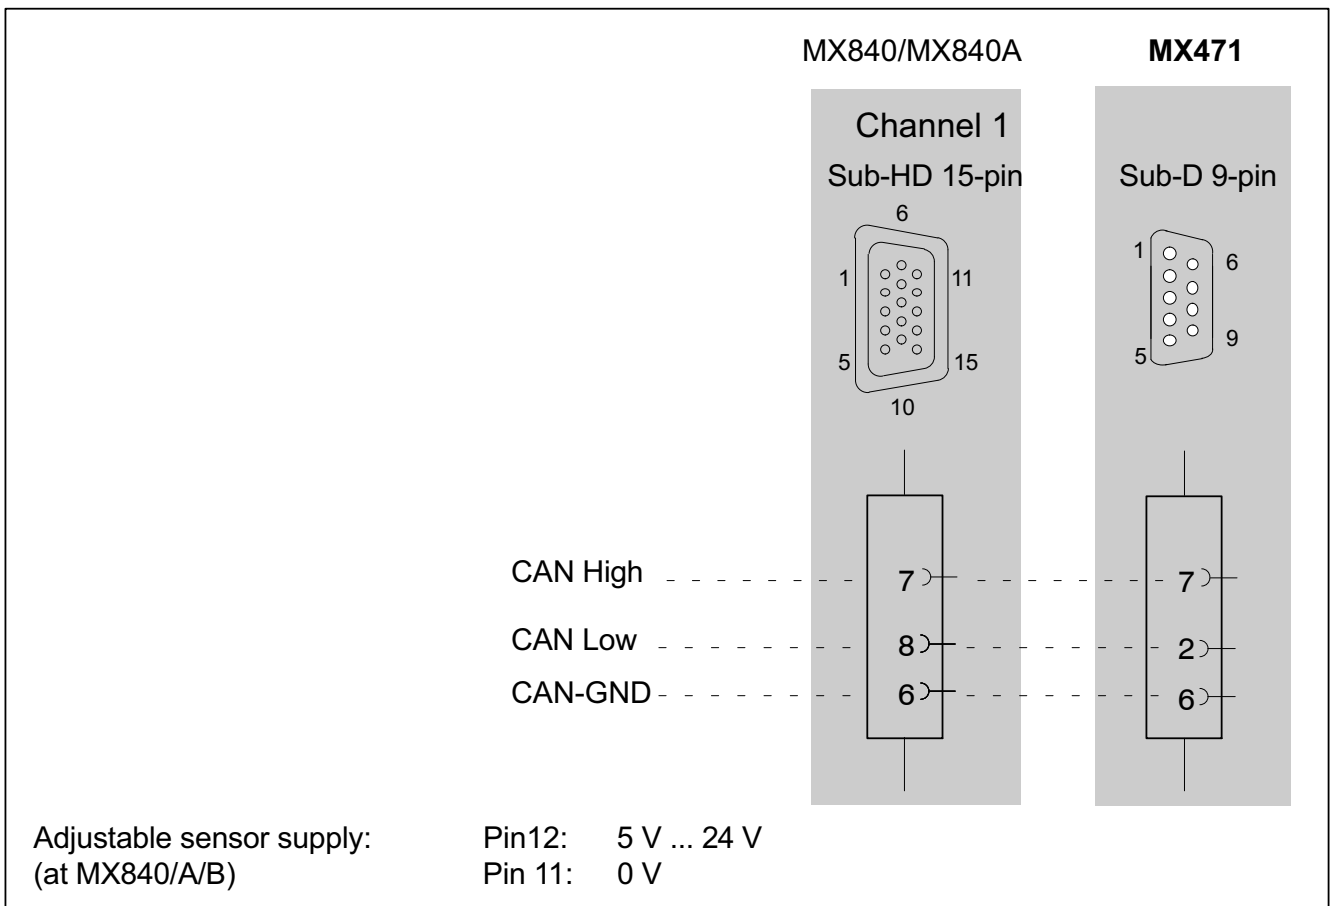 MX840/MX840A MX471
Channel 1
Sub-HD 15-pin Sub-D 9-pin
6
1 11
5 15
10
1 6
5 9
CAN High 7 7
CAN Low 8 2
CAN-GND 6 6
Adjustable sensor supply: Pin12: 5 V ... 24 V
(at MX840/A/B) Pin 11: 0 V